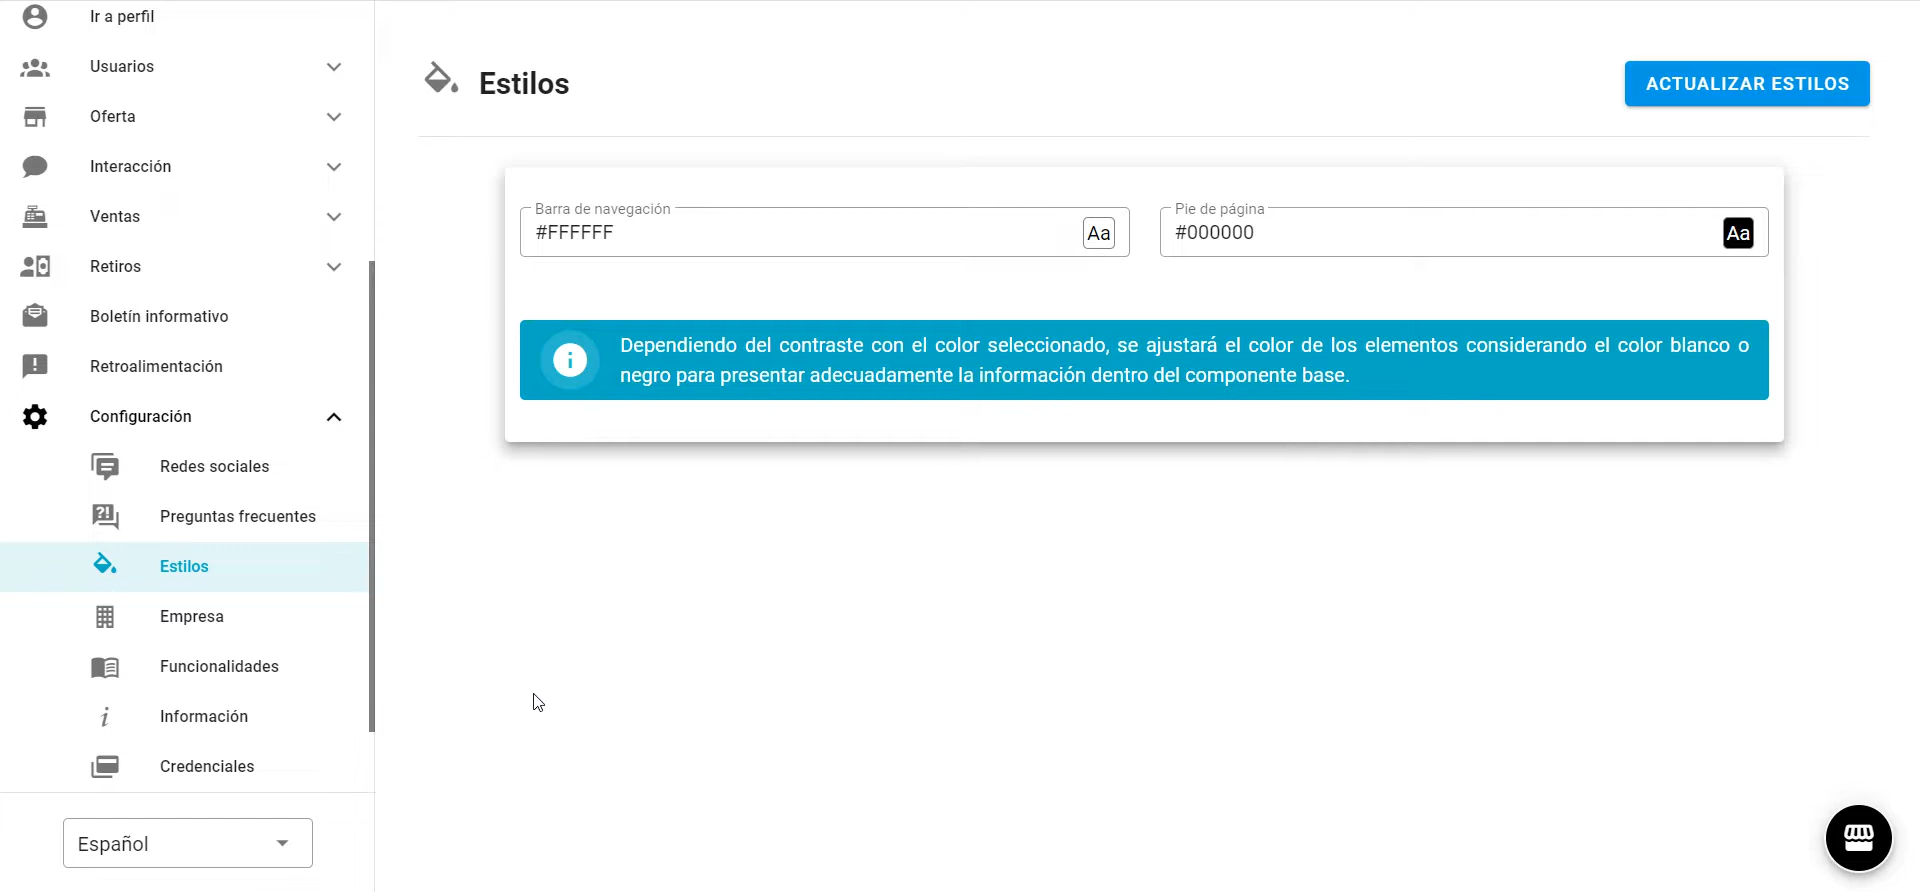 Ir a perfil
Usuarios
Oferta
Interacción
Ventas
Retiros
Boletín informativo
Retroalimentación
Configuración
Redes sociales
Preguntas frecuentes
Estilos
Empresa
Funcionalidades
Información
Credenciales
Español
Estilos
ACTUALIZAR ESTILOS
Barra de navegación
#FFFFFF
Aa
Pie de página
#000000
Aa
Dependiendo del contraste con el color seleccionado, se ajustará el color de los elementos considerando el color blanco o
negro para presentar adecuadamente la información dentro del componente base.